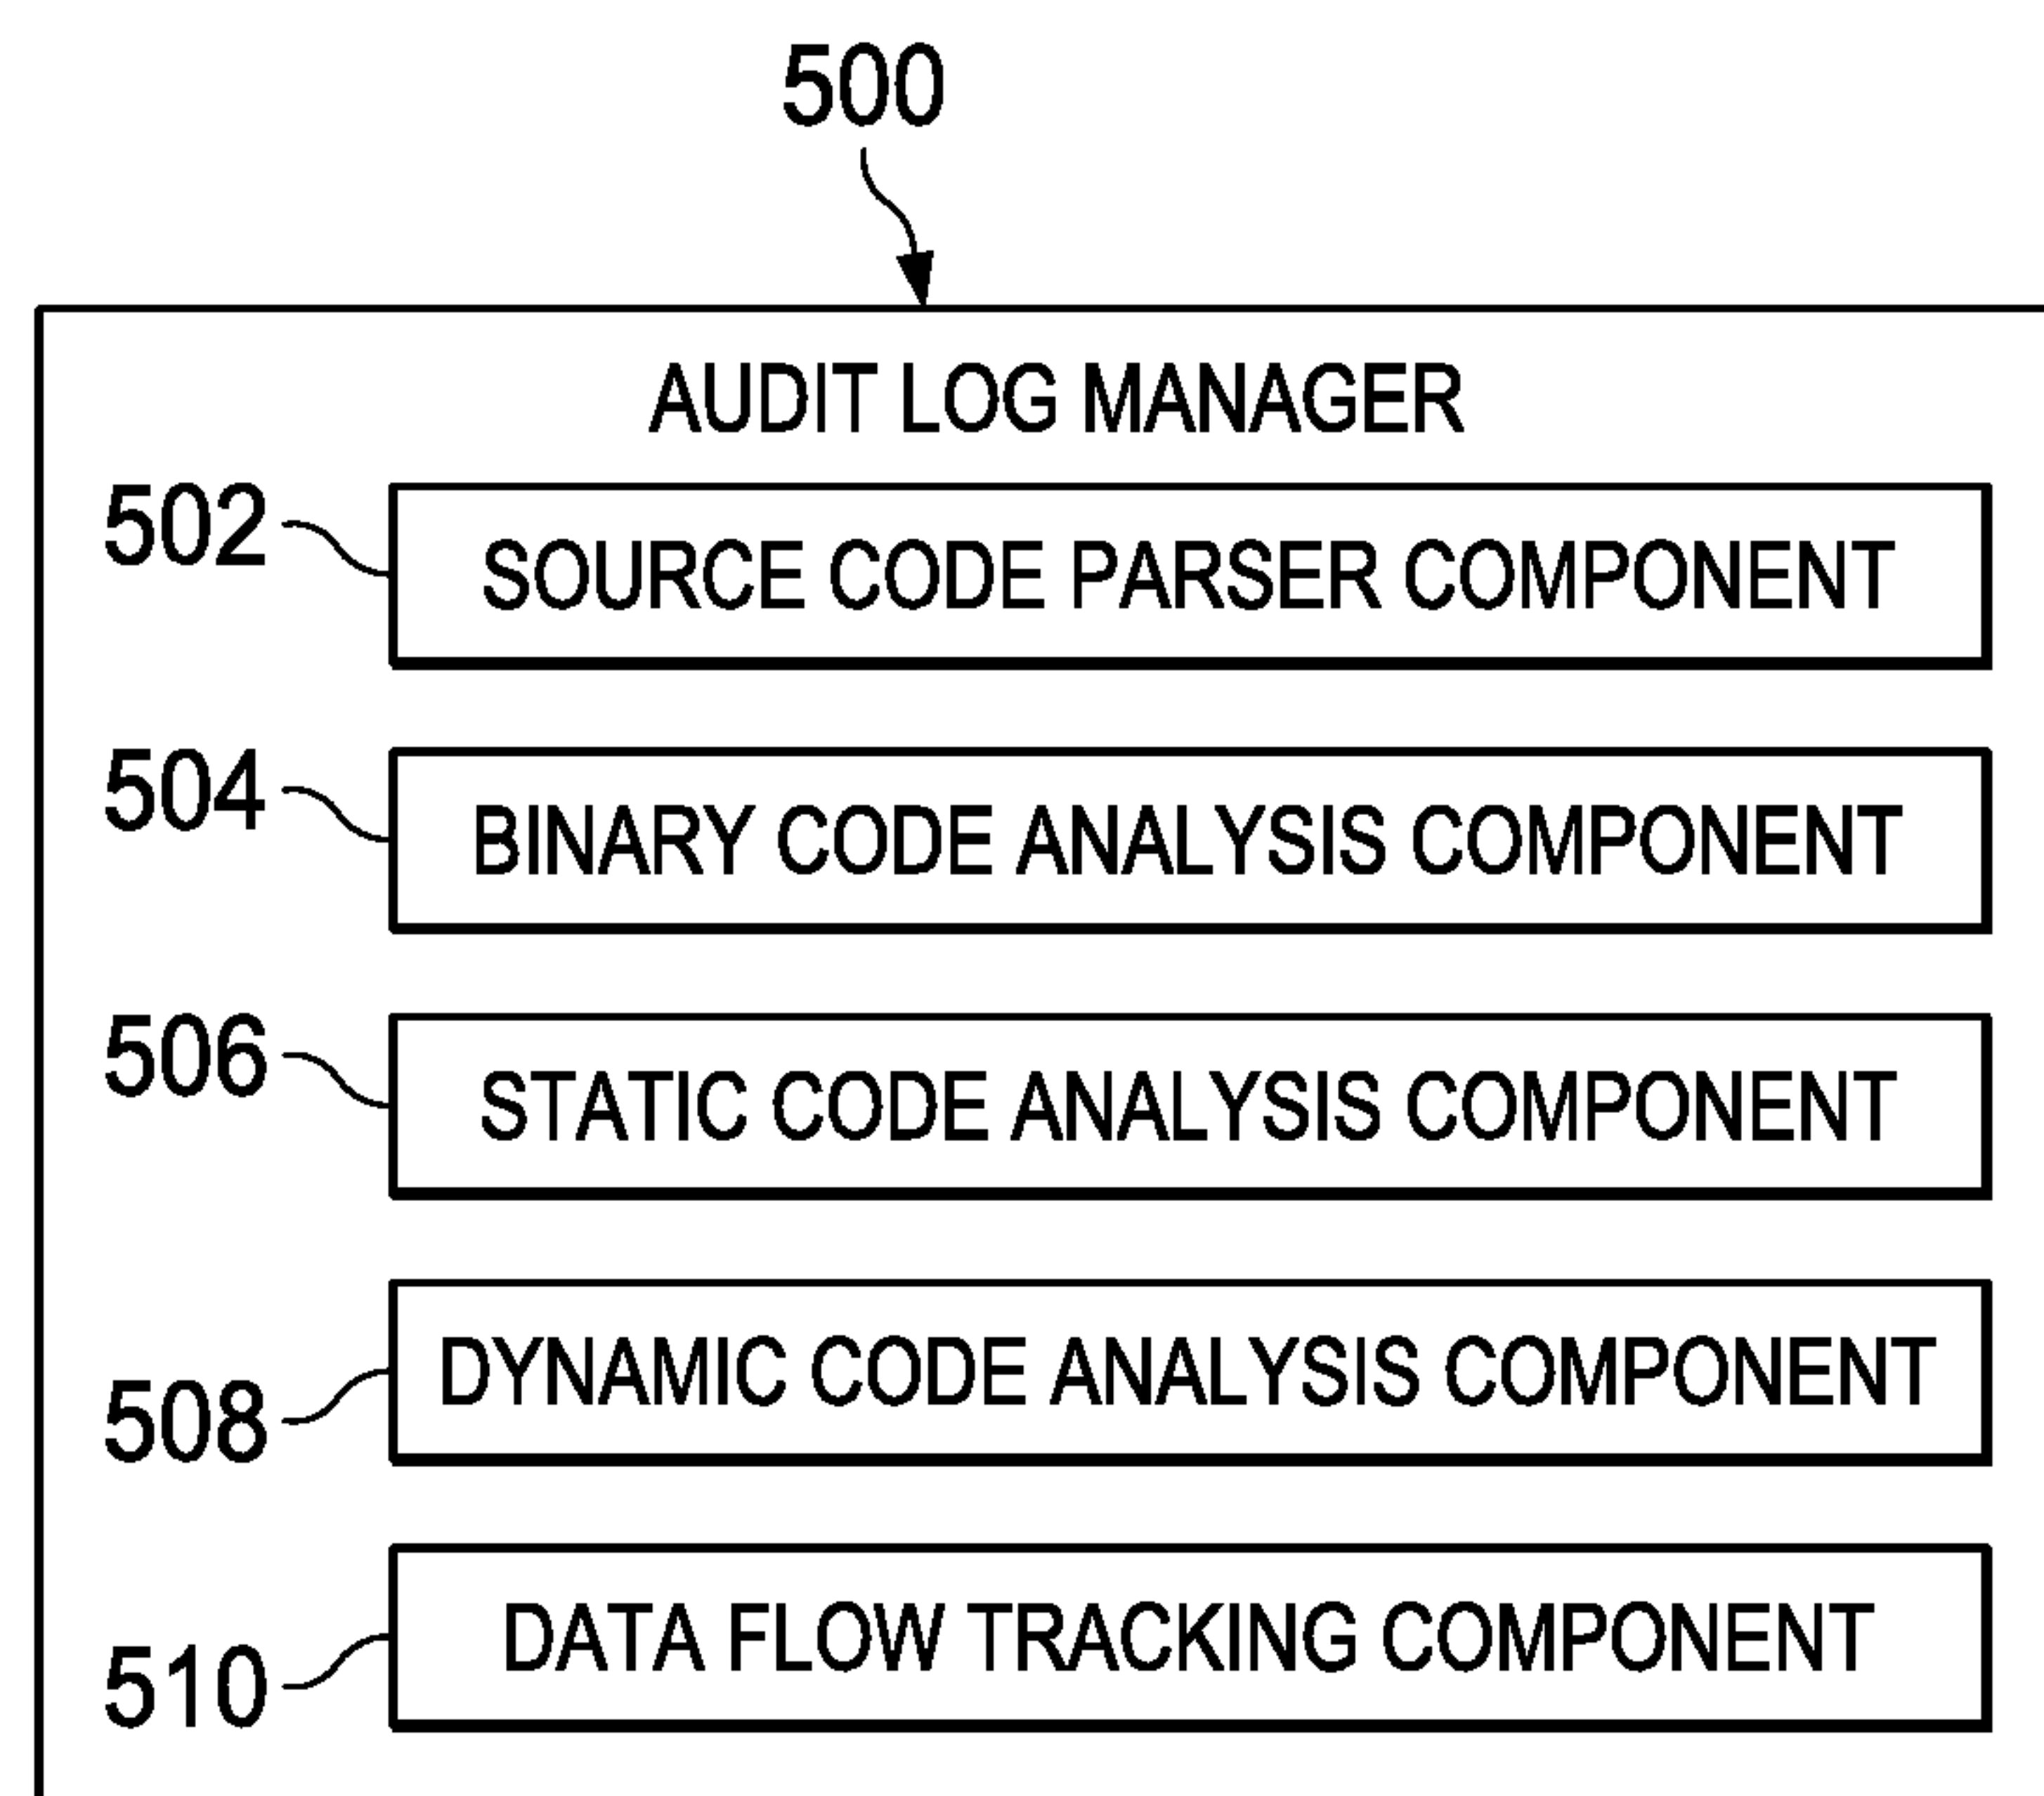 500
AUDIT LOG MANAGER
502
SOURCE CODE PARSER COMPONENT
504
BINARY CODE ANALYSIS COMPONENT
506
STATIC CODE ANALYSIS COMPONENT
508
DYNAMIC CODE ANALYSIS COMPONENT
510
DATA FLOW TRACKING COMPONENT